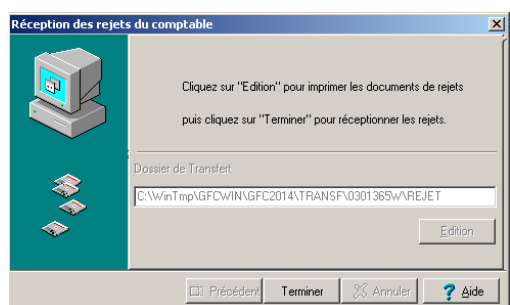 Réception des rejets du comptable
Cliquez sur "Edition" pour imprimer les documents de rejets
puis cliquez sur "Terminer" pour réceptionner les rejets.
Dossier de Transfert
C:\WinTmp\GFCWIN\GFC2014\TRANSF\0301365W\REJET
Edition
Précédent Terminer Annuler Aide